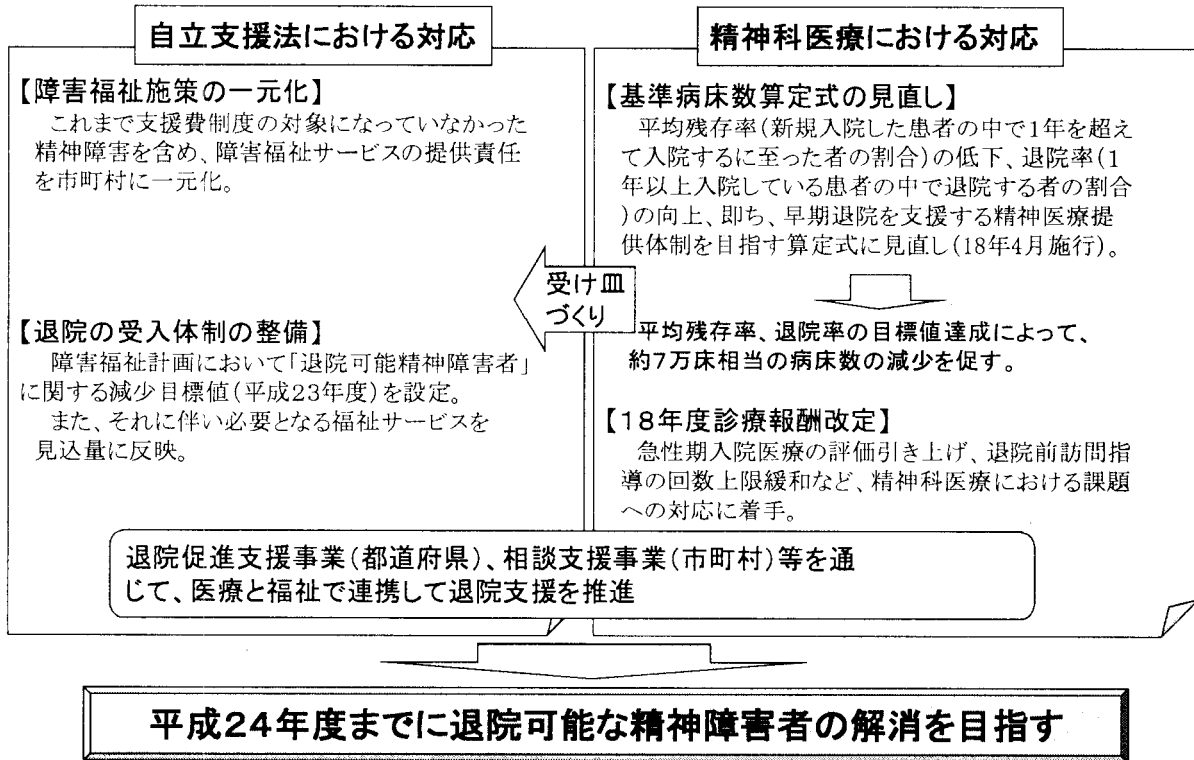 自立支援法における対応
【障害福祉施策の一元化】
これまで支援費制度の対象になっていなかった
精神障害を含め、障害福祉サービスの提供責任
を市町村に一元化。
【退院の受入体制の整備】
障害福祉計画において「退院可能精神障害者」
に関する減少目標値(平成23年度)を設定。
また、それに伴い必要となる福祉サービスを
見込量に反映。
受け皿
づくり
精神科医療における対応
【基準病床数算定式の見直し】
平均残存率(新規入院した患者の中で1年を超え
て入院するに至った者の割合)の低下、退院率(1
年以上入院している患者の中で退院する者の割合
)の向上、即ち、早期退院を支援する精神医療提
供体制を目指す算定式に見直し(18年4月施行)。
平均残存率、退院率の目標値達成によって、
約7万床相当の病床数の減少を促す。
【18年度診療報酬改定】
急性期入院医療の評価引き上げ、退院前訪問指
導の回数上限緩和など、精神科医療における課題
への対応に着手。
退院促進支援事業(都道府県)、相談支援事業(市町村)等を通
じて、医療と福祉で連携して退院支援を推進
平成24年度までに退院可能な精神障害者の解消を目指す